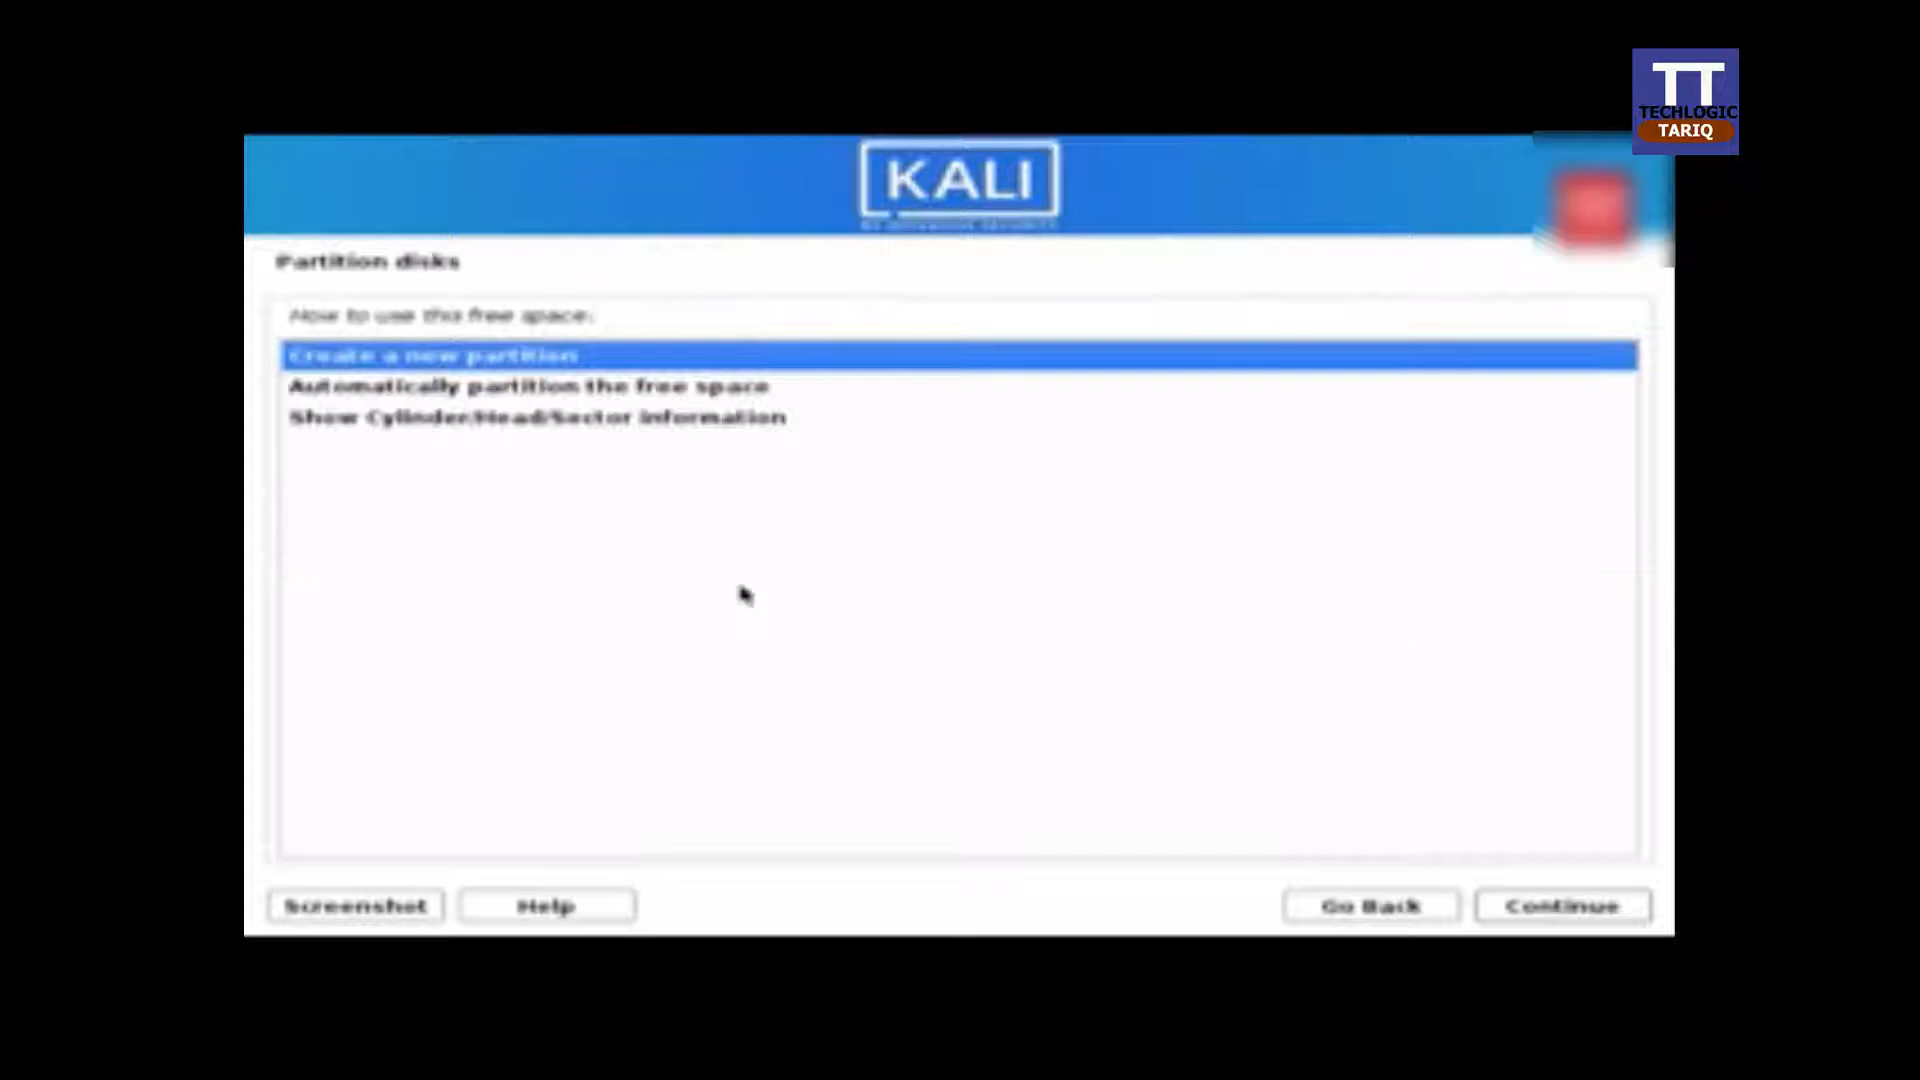 TT
TECHLOGIC
TARIQ
KALI
Partition disks
How to use this free space:
Create a new partition
Automatically partition the free space
Show Cylinder/Head/Sector information
Screenshot
Help
Go Back
Continue